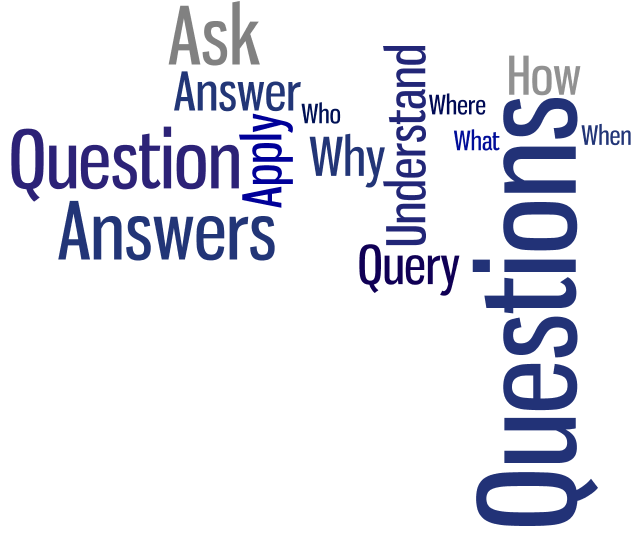 Ask
Answer
Who
Question
Apply
Why
Answers
Understand
Where
What
Query
How
When
Questions